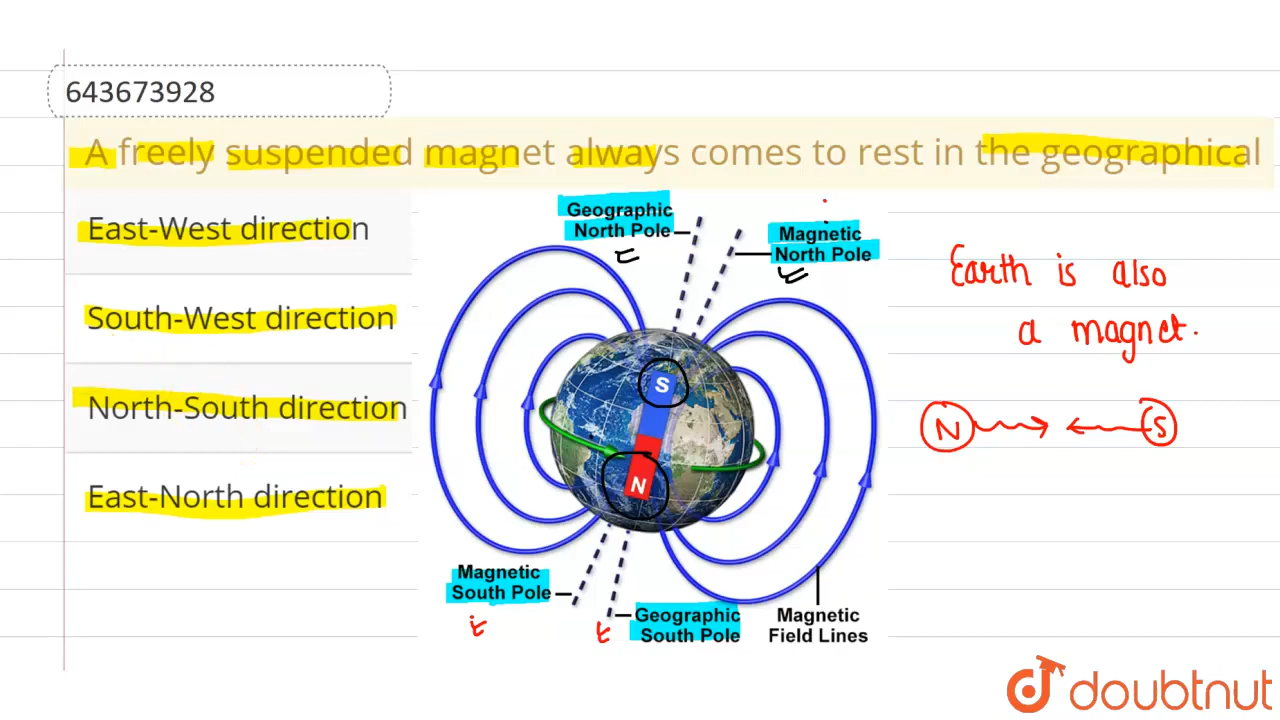 643673928
A freely suspended magnet always comes to rest in the geographical
East-West direction
South-West direction
North-South direction
East-North direction
Geographic
North Pole
Magnetic
North Pole
S
N
Magnetic
South Pole
Geographic
South Pole
Magnetic
Field Lines
Earth is also
a magnet.
N S
doubtnut